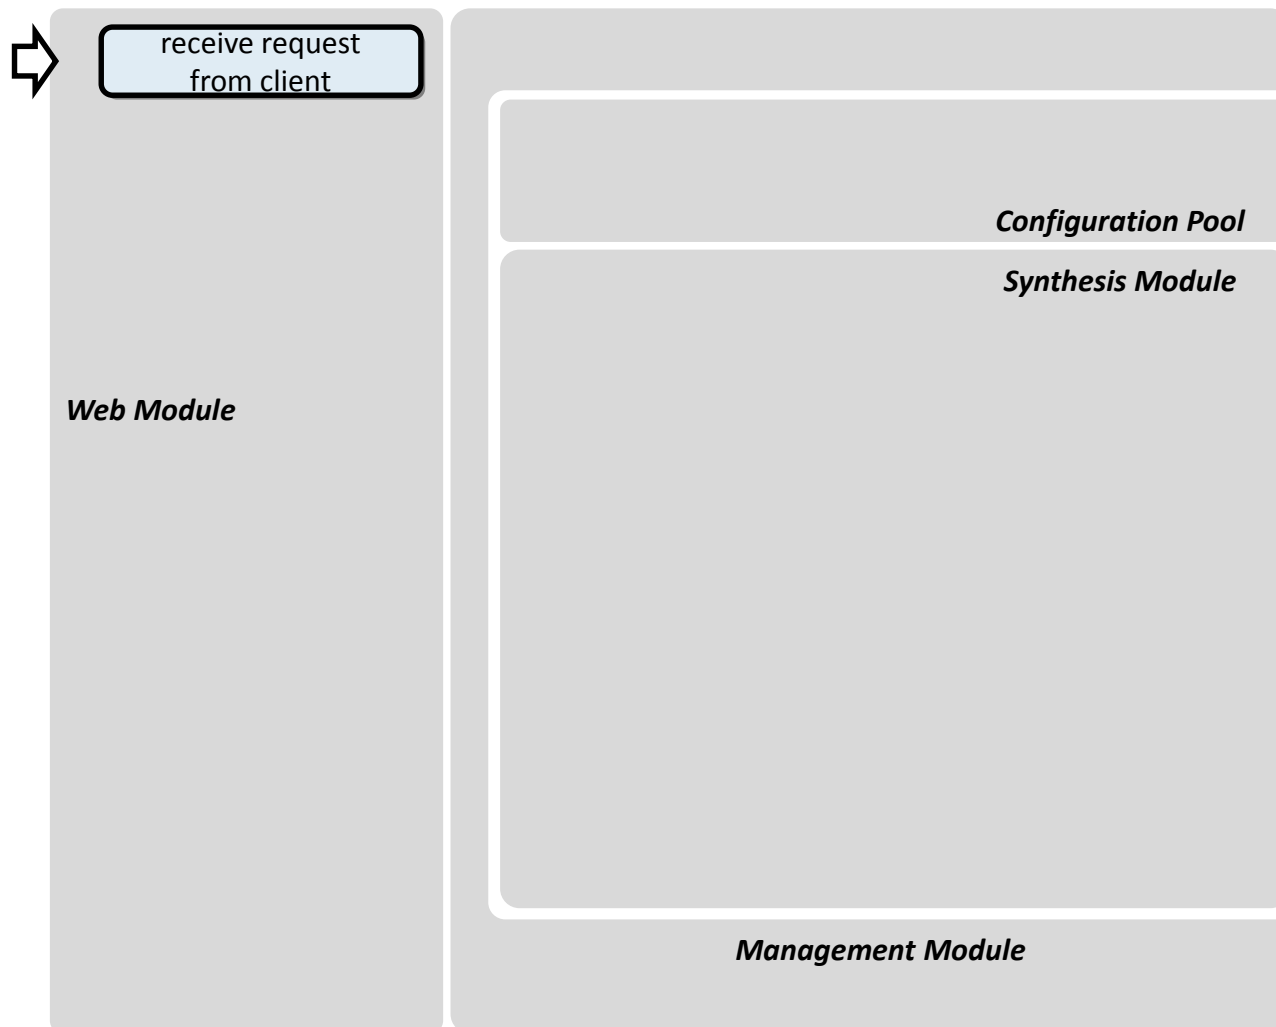 receive request
from client
Configuration Pool
Synthesis Module
Web Module
Management Module